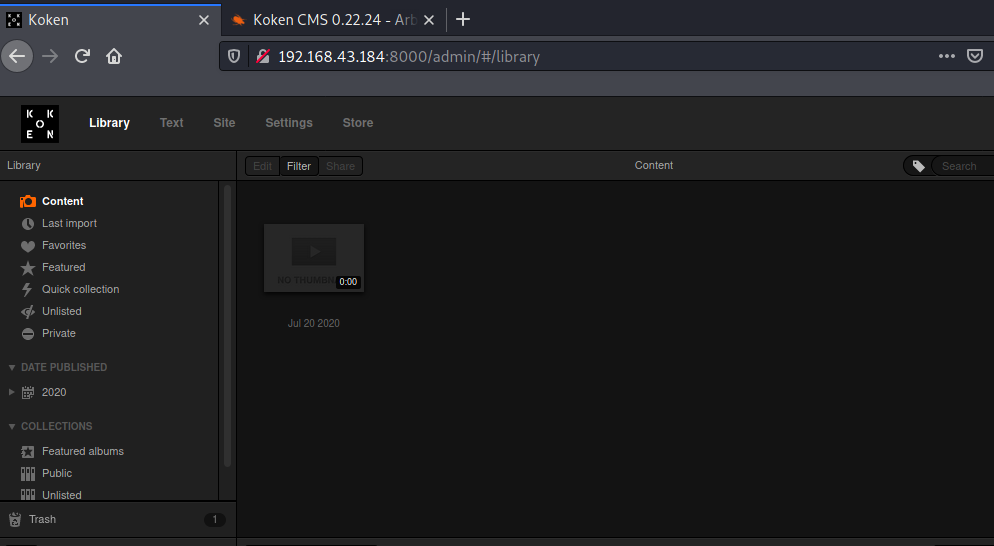 Koken
Koken CMS 0.22.24 - Arb
192.168.43.184:8000/admin/#/library
K K
O
E N
Library Text Site Settings Store
Library
Edit Filter Share
Content
Search
Content
Last import
Favorites
Featured
Quick collection
Unlisted
Private
DATE PUBLISHED
2020
COLLECTIONS
Featured albums
Public
Unlisted
Trash 1
NO THUMBN
0:00
Jul 20 2020